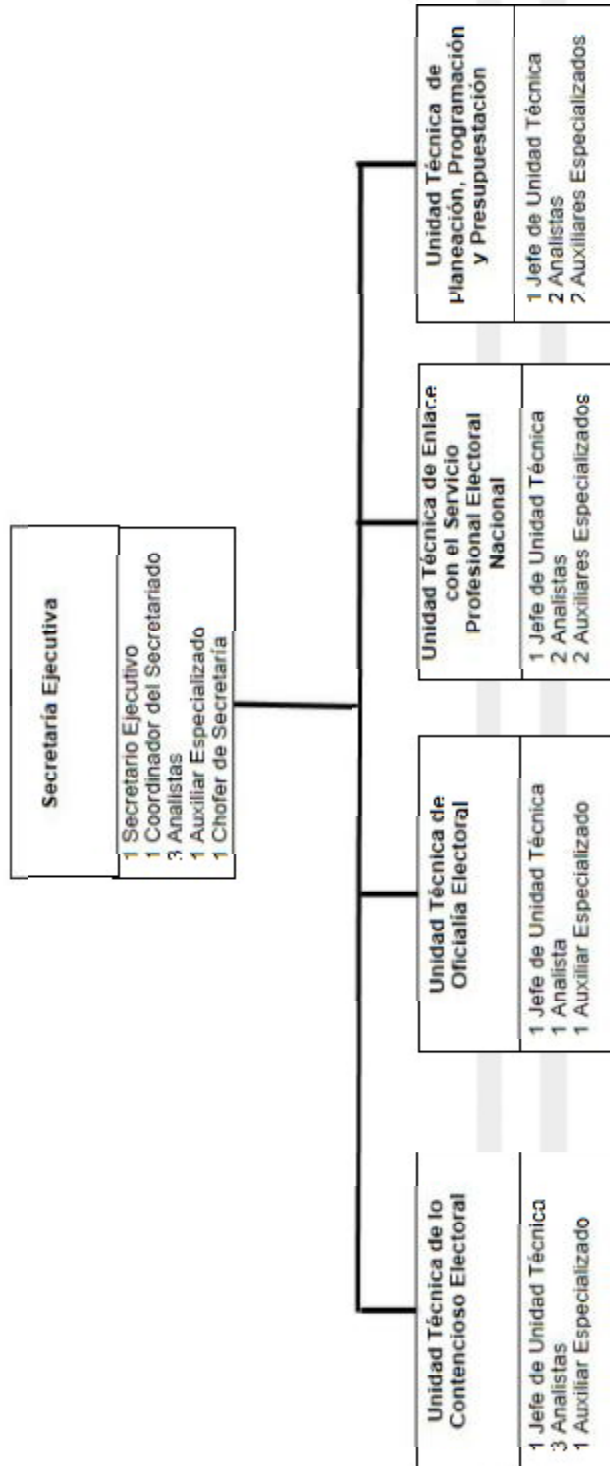 Secretaría Ejecutiva
1 Secretario Ejecutivo
1 Coordinador del Secretariado
3 Analistas
1 Auxiliar Especializado
1 Chofer de Secretaría
Unidad Técnica de lo
Contencioso Electoral
1 Jefe de Unidad Técnica
3 Analistas
1 Auxiliar Especializado
Unidad Técnica de
Oficialía Electoral
1 Jefe de Unidad Técnica
1 Analista
1 Auxiliar Especializado
Unidad Técnica de Enlace
con el Servicio
Profesional Electoral
Nacional
1 Jefe de Unidad Técnica
2 Analistas
2 Auxiliares Especializados
Unidad Técnica de
Planeación, Programación
y Presupuestación
1 Jefe de Unidad Técnica
2 Analistas
2 Auxiliares Especializados